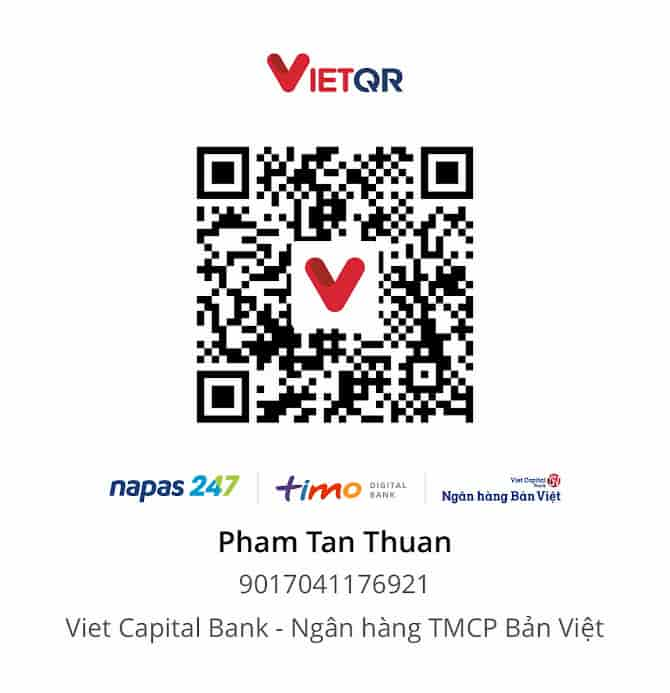 VIETQR
napas 247 timo DIGITAL BANK Viet Capital Bank Ngân hàng Bản Việt
Pham Tan Thuan
9017041176921
Viet Capital Bank - Ngân hàng TMCP Bản Việt